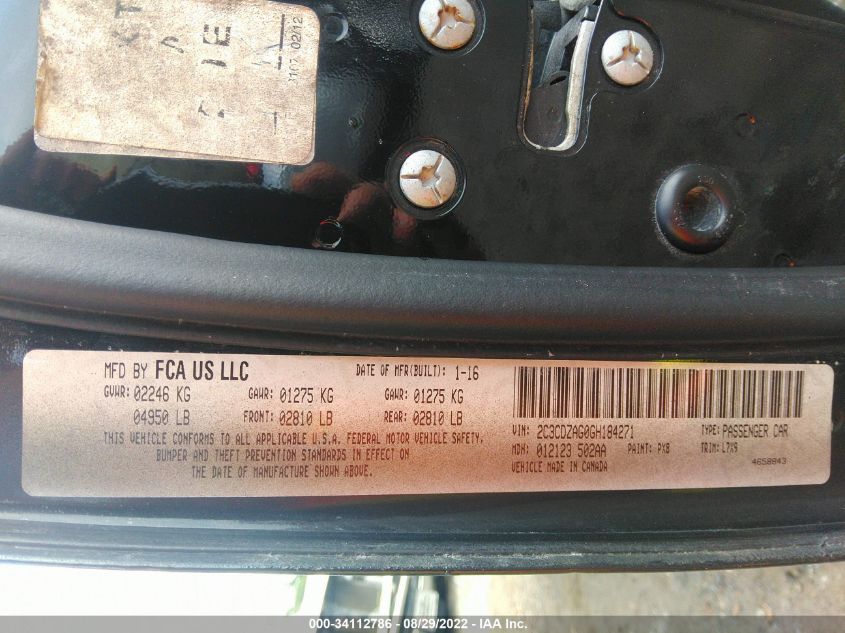 1107 02/12
MFD BY FCA US LLC
DATE OF MFR(BUILT): 1-16
GVWR: 02246 KG
GAWR: 01275 KG
GAWR: 01275 KG
04950 LB
FRONT: 02810 LB
REAR: 02810 LB
THIS VEHICLE CONFORMS TO ALL APPLICABLE U.S.A. FEDERAL MOTOR VEHICLE SAFETY,
BUMPER AND THEFT PREVENTION STANDARDS IN EFFECT ON
THE DATE OF MANUFACTURE SHOWN ABOVE.
VIN: 2C3CDZAG0GH184271
TYPE: PASSENGER CAR
MDH: 012123 502AA
PAINT: PX8
TRIM: L7X9
VEHICLE MADE IN CANADA
4658843
000-34112786 - 08/29/2022 - IAA Inc.